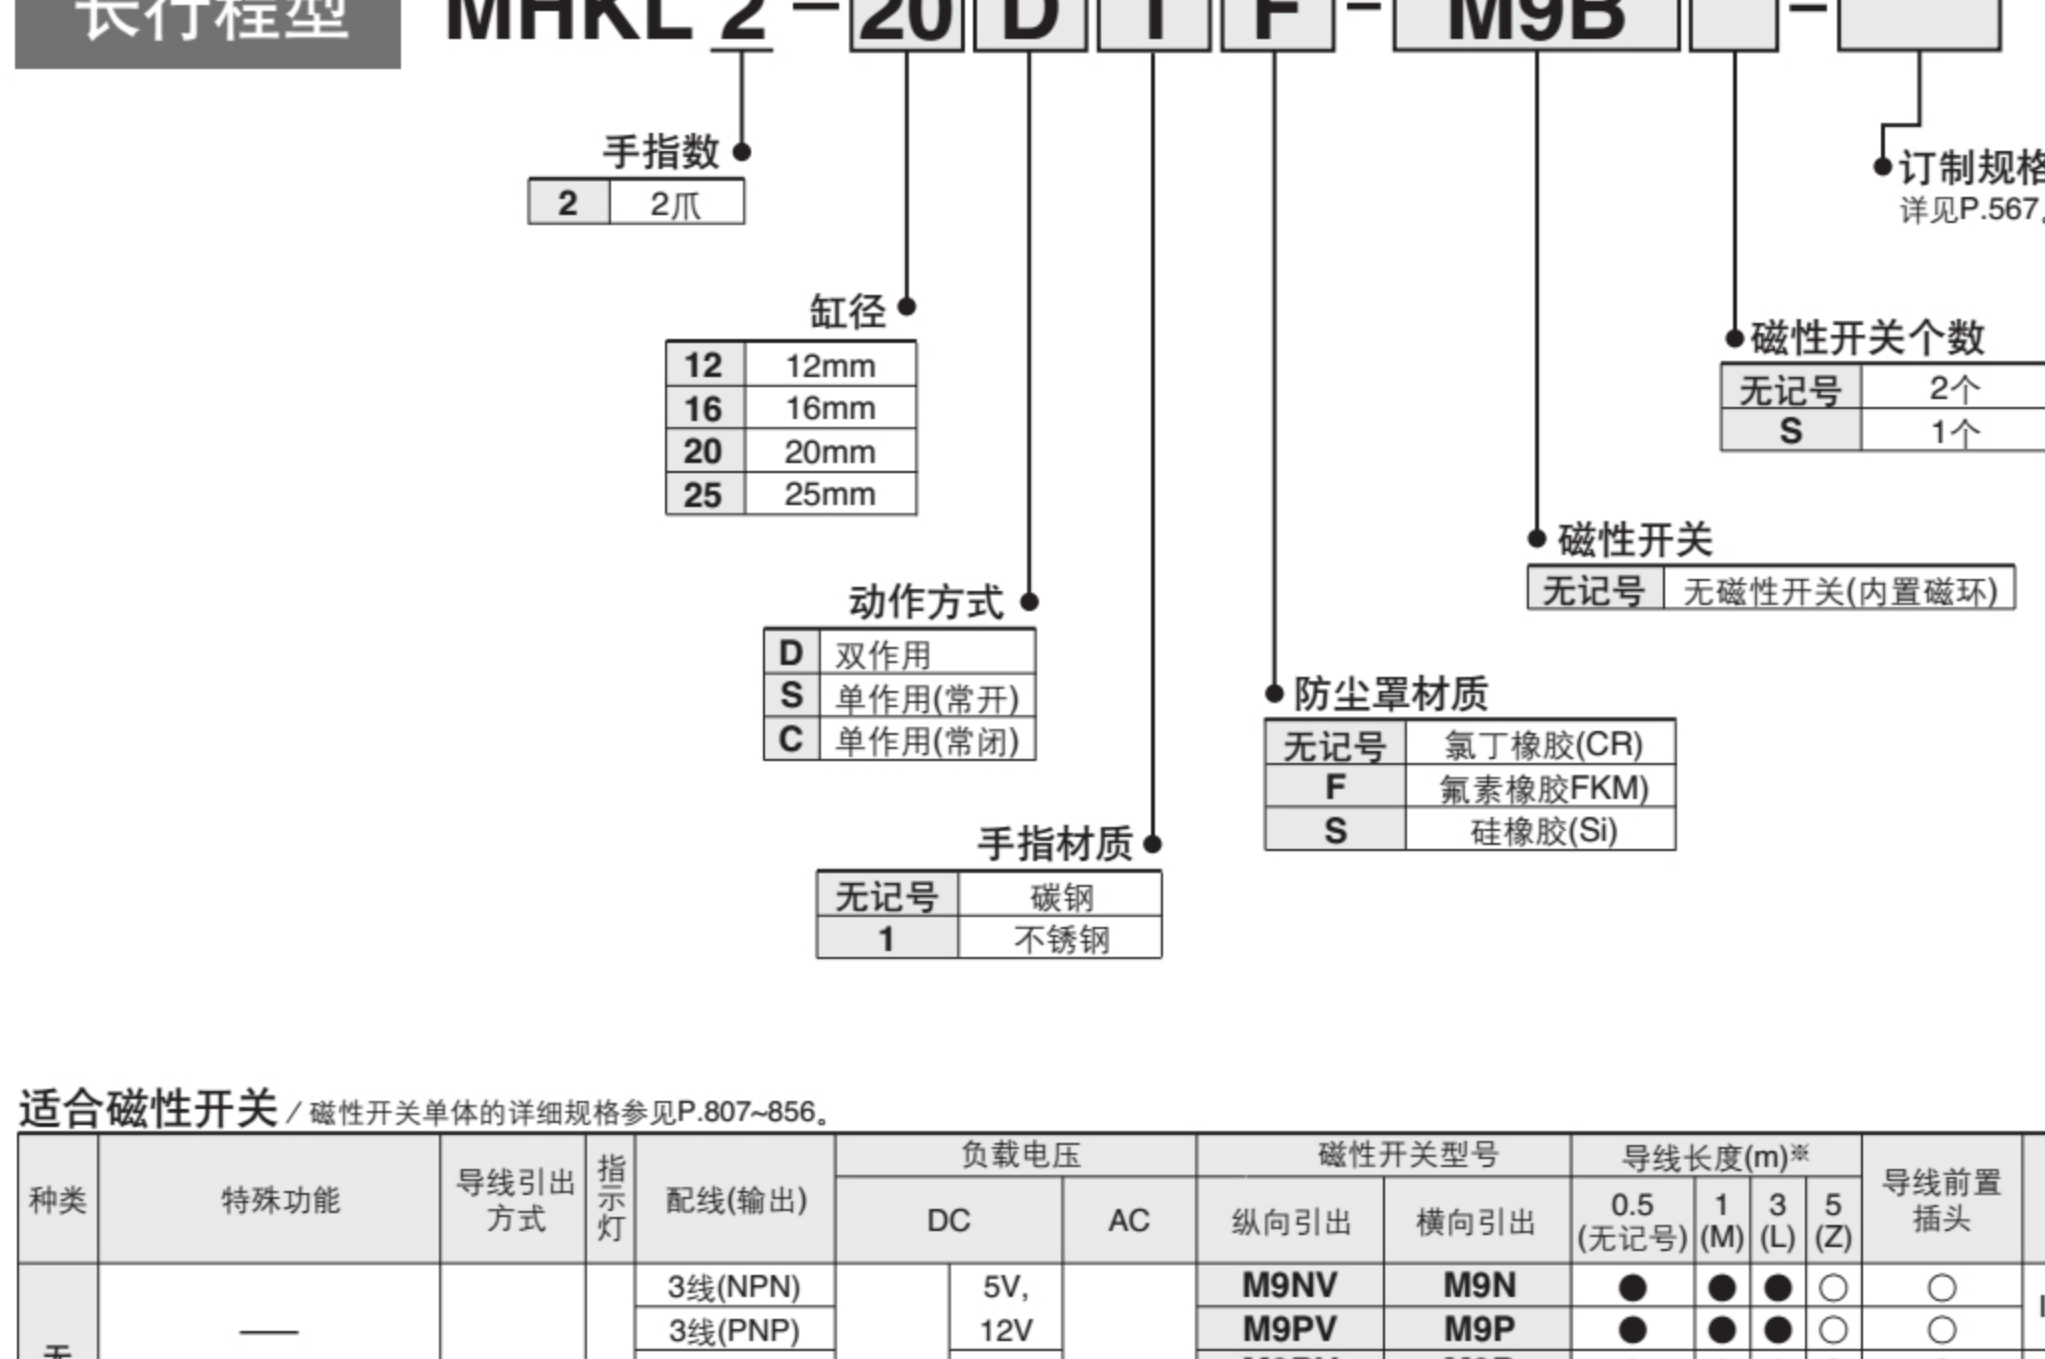 长行程型 MHKL 2 - 20 D 1 F - M9B -
手指数
2 2爪
订制规格
详见P.567。
缸径
12 12mm
16 16mm
20 20mm
25 25mm
磁性开关个数
无记号 2个
S 1个
磁性开关
无记号 无磁性开关(内置磁环)
动作方式
D 双作用
S 单作用(常开)
C 单作用(常闭)
防尘罩材质
无记号 氯丁橡胶(CR)
F 氟素橡胶FKM)
S 硅橡胶(Si)
手指材质
无记号 碳钢
1 不锈钢
适合磁性开关 / 磁性开关单体的详细规格参见P.807~856。
种类 特殊功能 导线引出方式 指示灯 配线(输出) 负载电压 磁性开关型号 导线长度(m)※ 导线前置插头
DC AC 纵向引出 横向引出 0.5 1 3 5
(无记号) (M) (L) (Z)
3线(NPN) 5V, M9NV M9N ● ● ● ○ ○
无 —— 3线(PNP) 12V M9PV M9P ● ● ● ○ ○